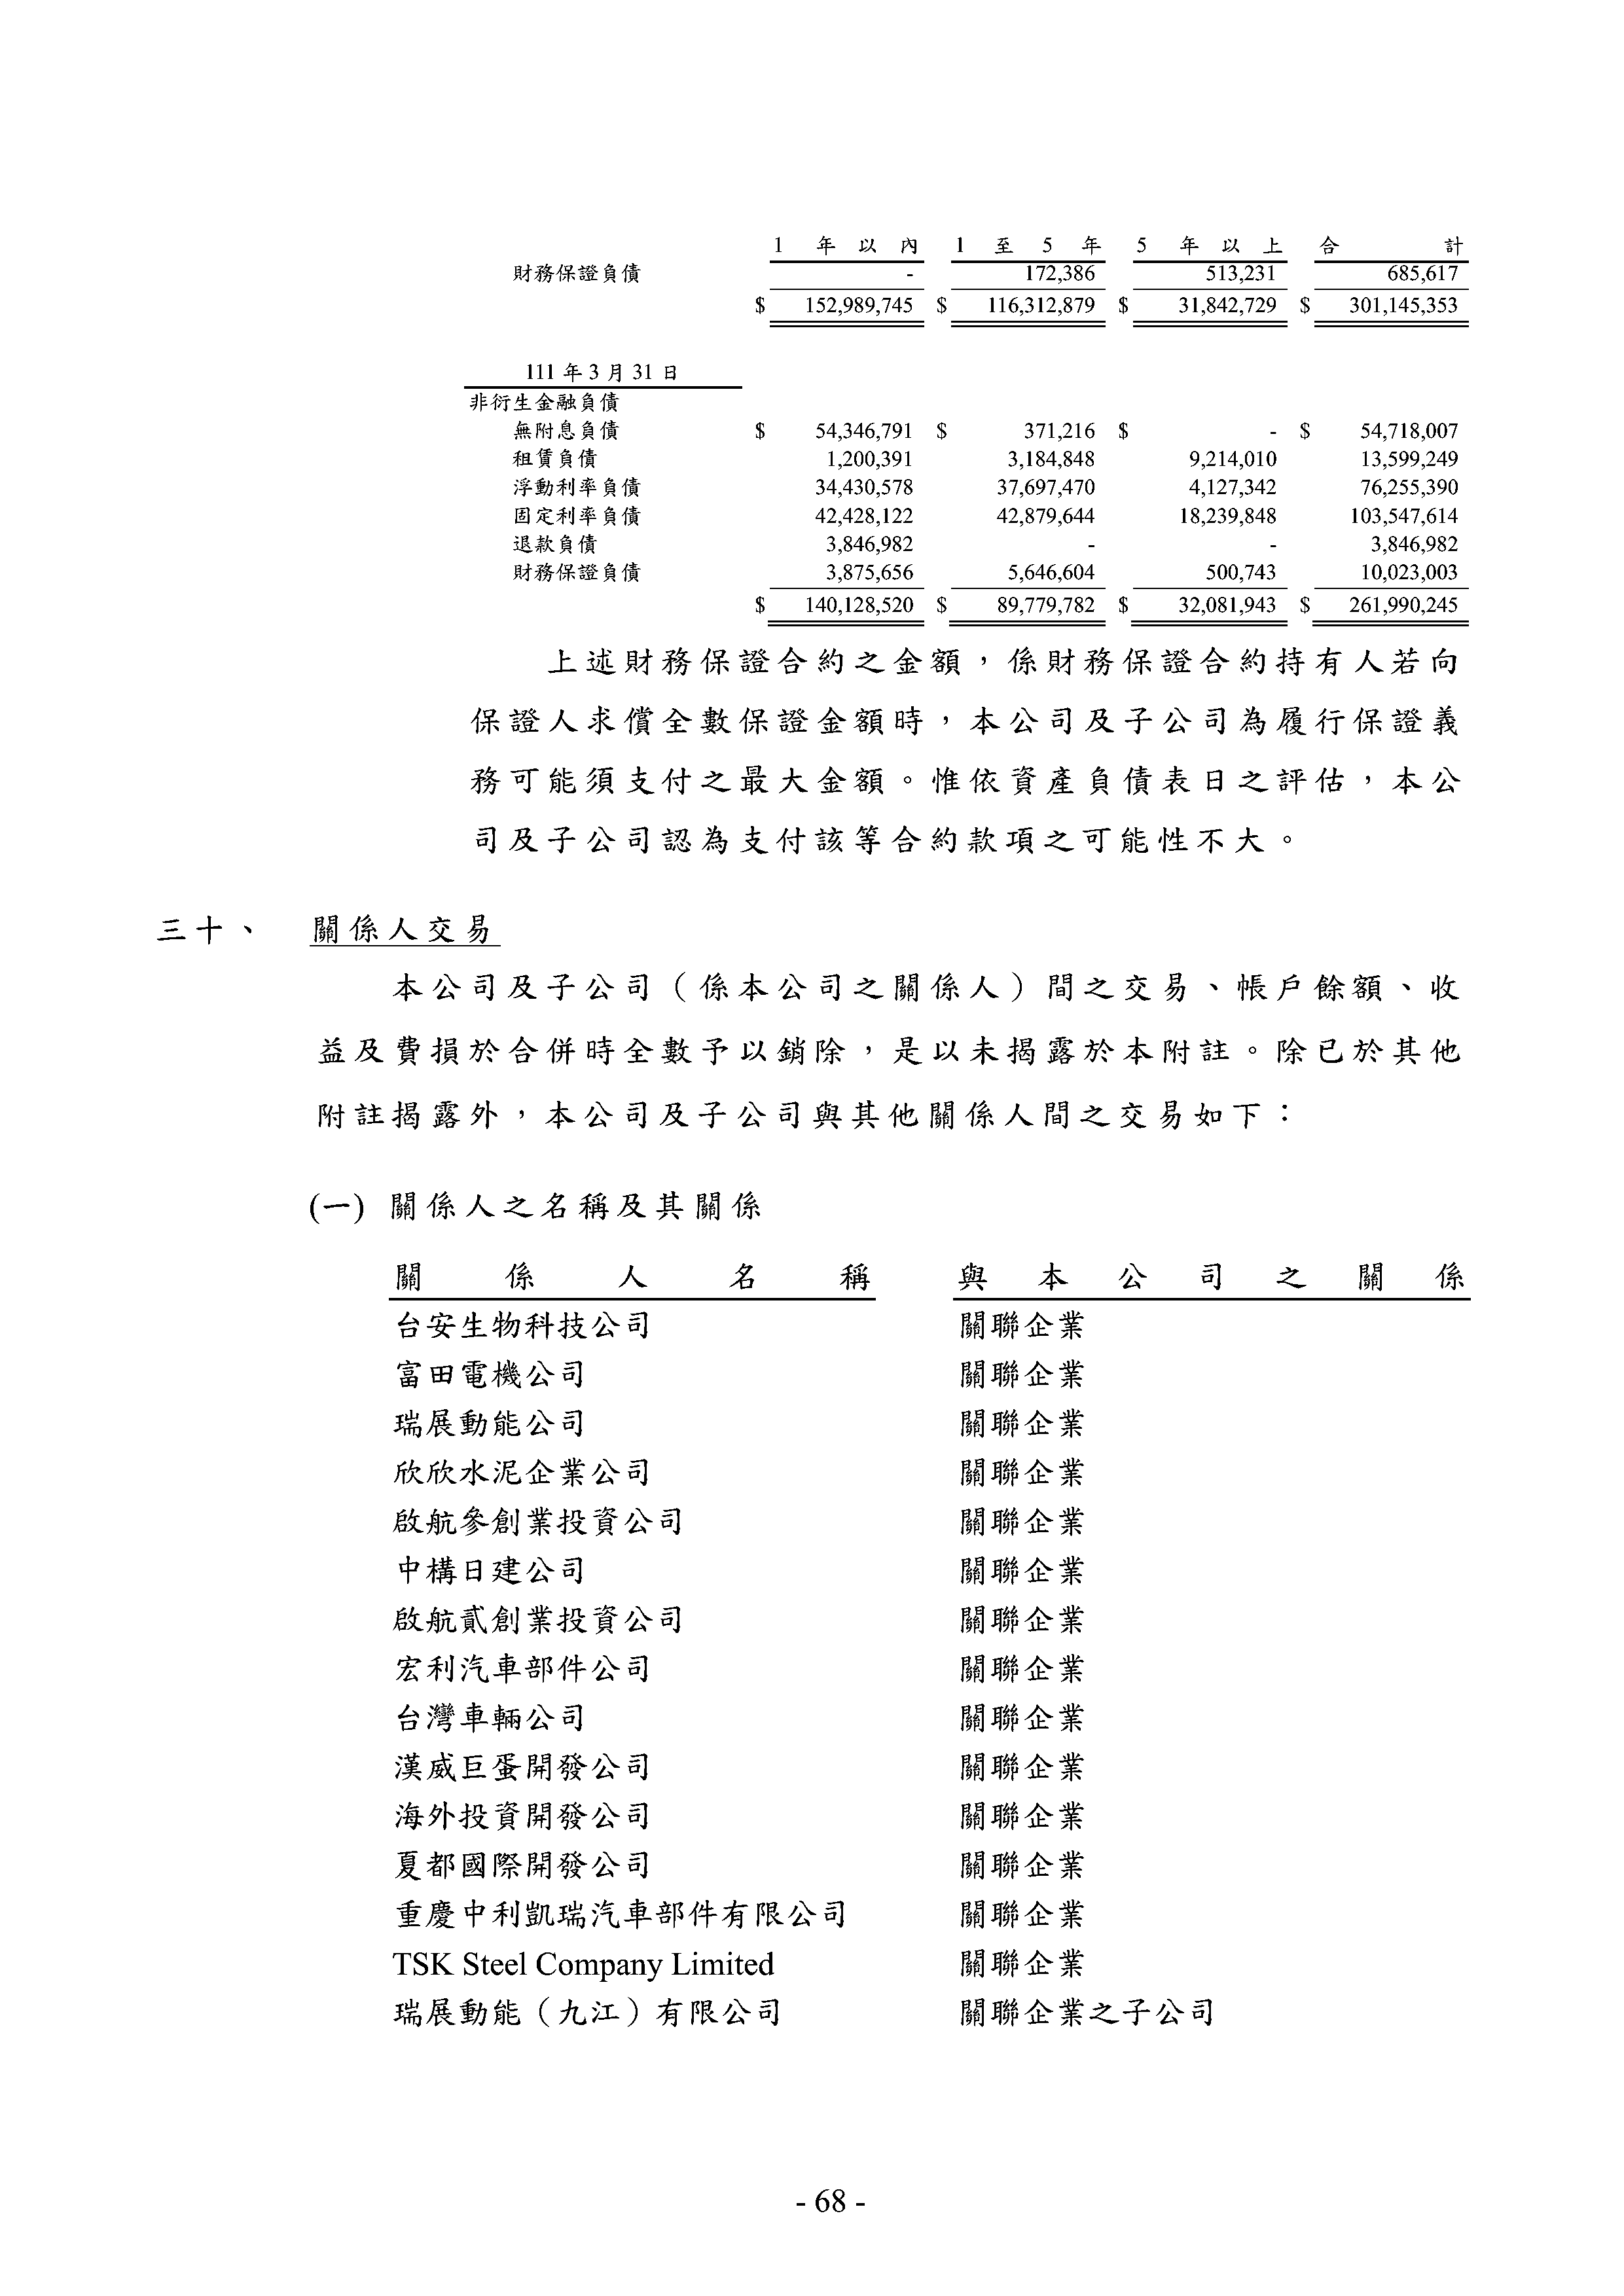 1 年以內 1 至 5 年 5 年以上 合計
財務保證負債 - 172,386 513,231 685,617
$ 152,989,745 $ 116,312,879 $ 31,842,729 $ 301,145,353
111 年 3 月 31 日
非衍生金融負債
無附息負債 $ 54,346,791 $ 371,216 $ - $ 54,718,007
租賃負債 1,200,391 3,184,848 9,214,010 13,599,249
浮動利率負債 34,430,578 37,697,470 4,127,342 76,255,390
固定利率負債 42,428,122 42,879,644 18,239,848 103,547,614
退款負債 3,846,982 - - 3,846,982
財務保證負債 3,875,656 5,646,604 500,743 10,023,003
$ 140,128,520 $ 89,779,782 $ 32,081,943 $ 261,990,245
上述財務保證合約之金額，係財務保證合約持有人若向
保證人求償全數保證金額時，本公司及子公司為履行保證義
務可能須支付之最大金額。惟依資產負債表日之評估，本公
司及子公司認為支付該等合約款項之可能性不大。
三十、 關係人交易
本公司及子公司（係本公司之關係人）間之交易、帳戶餘額、收
益及費損於合併時全數予以銷除，是以未揭露於本附註。除已於其他
附註揭露外，本公司及子公司與其他關係人間之交易如下：
(一) 關係人之名稱及其關係
關係人名稱 與本公司之關係
台安生物科技公司 關聯企業
富田電機公司 關聯企業
瑞展動能公司 關聯企業
欣欣水泥企業公司 關聯企業
啟航參創業投資公司 關聯企業
中構日建公司 關聯企業
啟航貳創業投資公司 關聯企業
宏利汽車部件公司 關聯企業
台灣車輛公司 關聯企業
漢威巨蛋開發公司 關聯企業
海外投資開發公司 關聯企業
夏都國際開發公司 關聯企業
重慶中利凱瑞汽車部件有限公司 關聯企業
TSK Steel Company Limited 關聯企業
瑞展動能（九江）有限公司 關聯企業之子公司
- 68 -